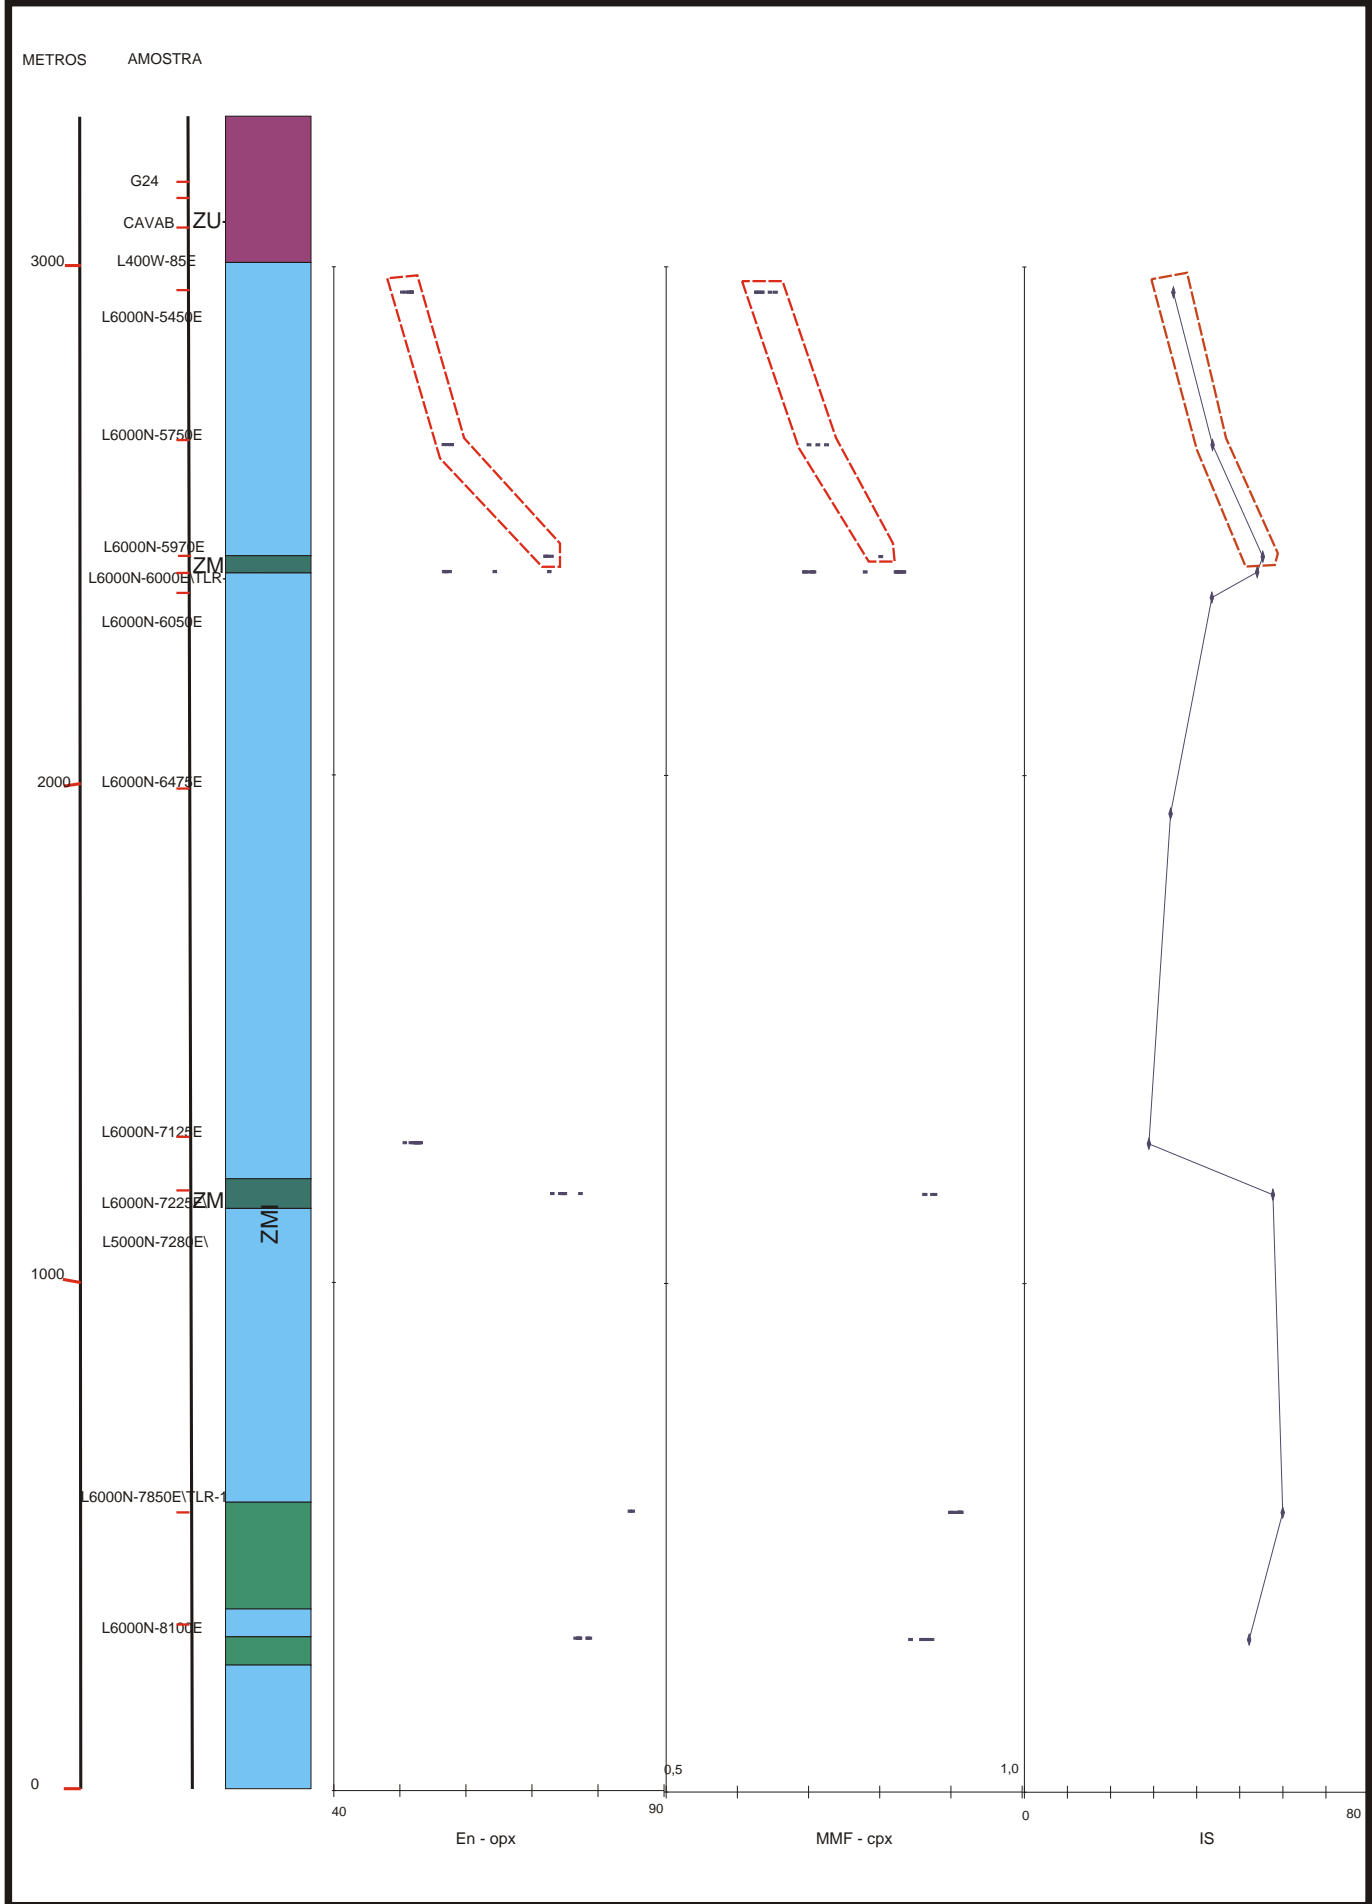 METROS AMOSTRA
G24
CAVAB ZU-
3000 L400W-85E
L6000N-5450E
L6000N-5750E
L6000N-5970E
ZM
L6000N-6000E\TLR-
L6000N-6050E
2000 L6000N-6475E
L6000N-7125E
L6000N-7225E\ ZM
ZMI
L5000N-7280E\
1000
L6000N-7850E\TLR-1
L6000N-8100E
0
0,5 1,0
40 90 0 80
En - opx MMF - cpx IS